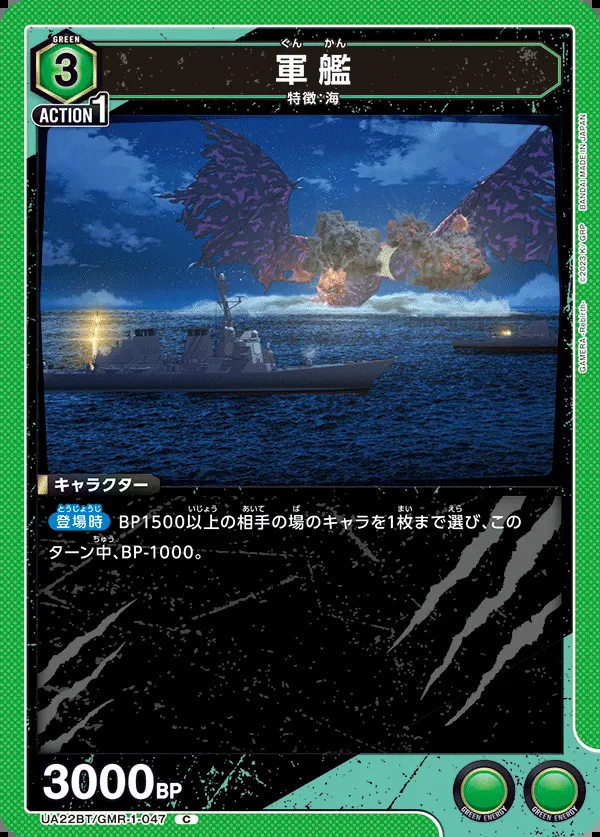 GREEN
3
ACTION 1
ぐん かん
軍艦
特徴:海
キャラクター
とうじょうじ いじょう あいて ば まい えら
登場時 BP1500以上の相手の場のキャラを1枚まで選び、この
ちゅう
ターン中、BP-1000。
3000BP
UA22BT/GMR-1-047 C
GREEN ENERGY GREEN ENERGY
GAMERA -Rebirth- ©2023 K／GRP BANDAI MADE IN JAPAN